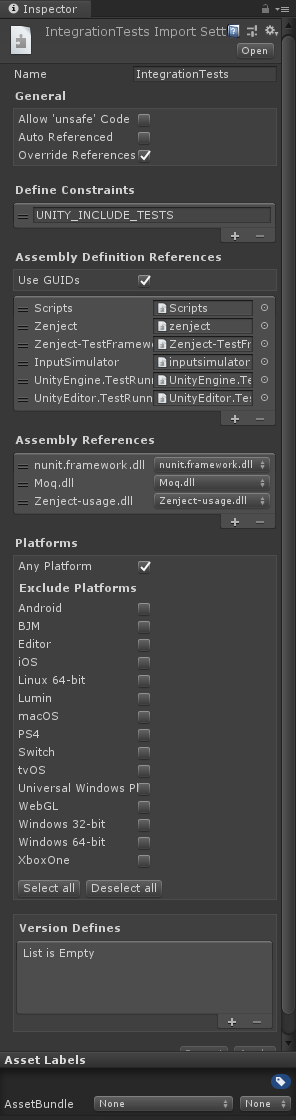 Inspector
IntegrationTests Import Sett
Open
Name IntegrationTests
General
Allow 'unsafe' Code
Auto Referenced
Override References
Define Constraints
UNITY_INCLUDE_TESTS
Assembly Definition References
Use GUIDs
Scripts Scripts
Zenject zenject
Zenject-TestFramew Zenject-TestFr
InputSimulator inputsimulator
UnityEngine.TestRunn UnityEngine.Te
UnityEditor.TestRunn UnityEditor.Tes
Assembly References
nunit.framework.dll nunit.framework.dll
Moq.dll Moq.dll
Zenject-usage.dll Zenject-usage.dll
Platforms
Any Platform
Exclude Platforms
Android
BJM
Editor
iOS
Linux 64-bit
Lumin
macOS
PS4
Switch
tvOS
Universal Windows Pl
WebGL
Windows 32-bit
Windows 64-bit
XboxOne
Select all Deselect all
Version Defines
List is Empty
Asset Labels
AssetBundle None None